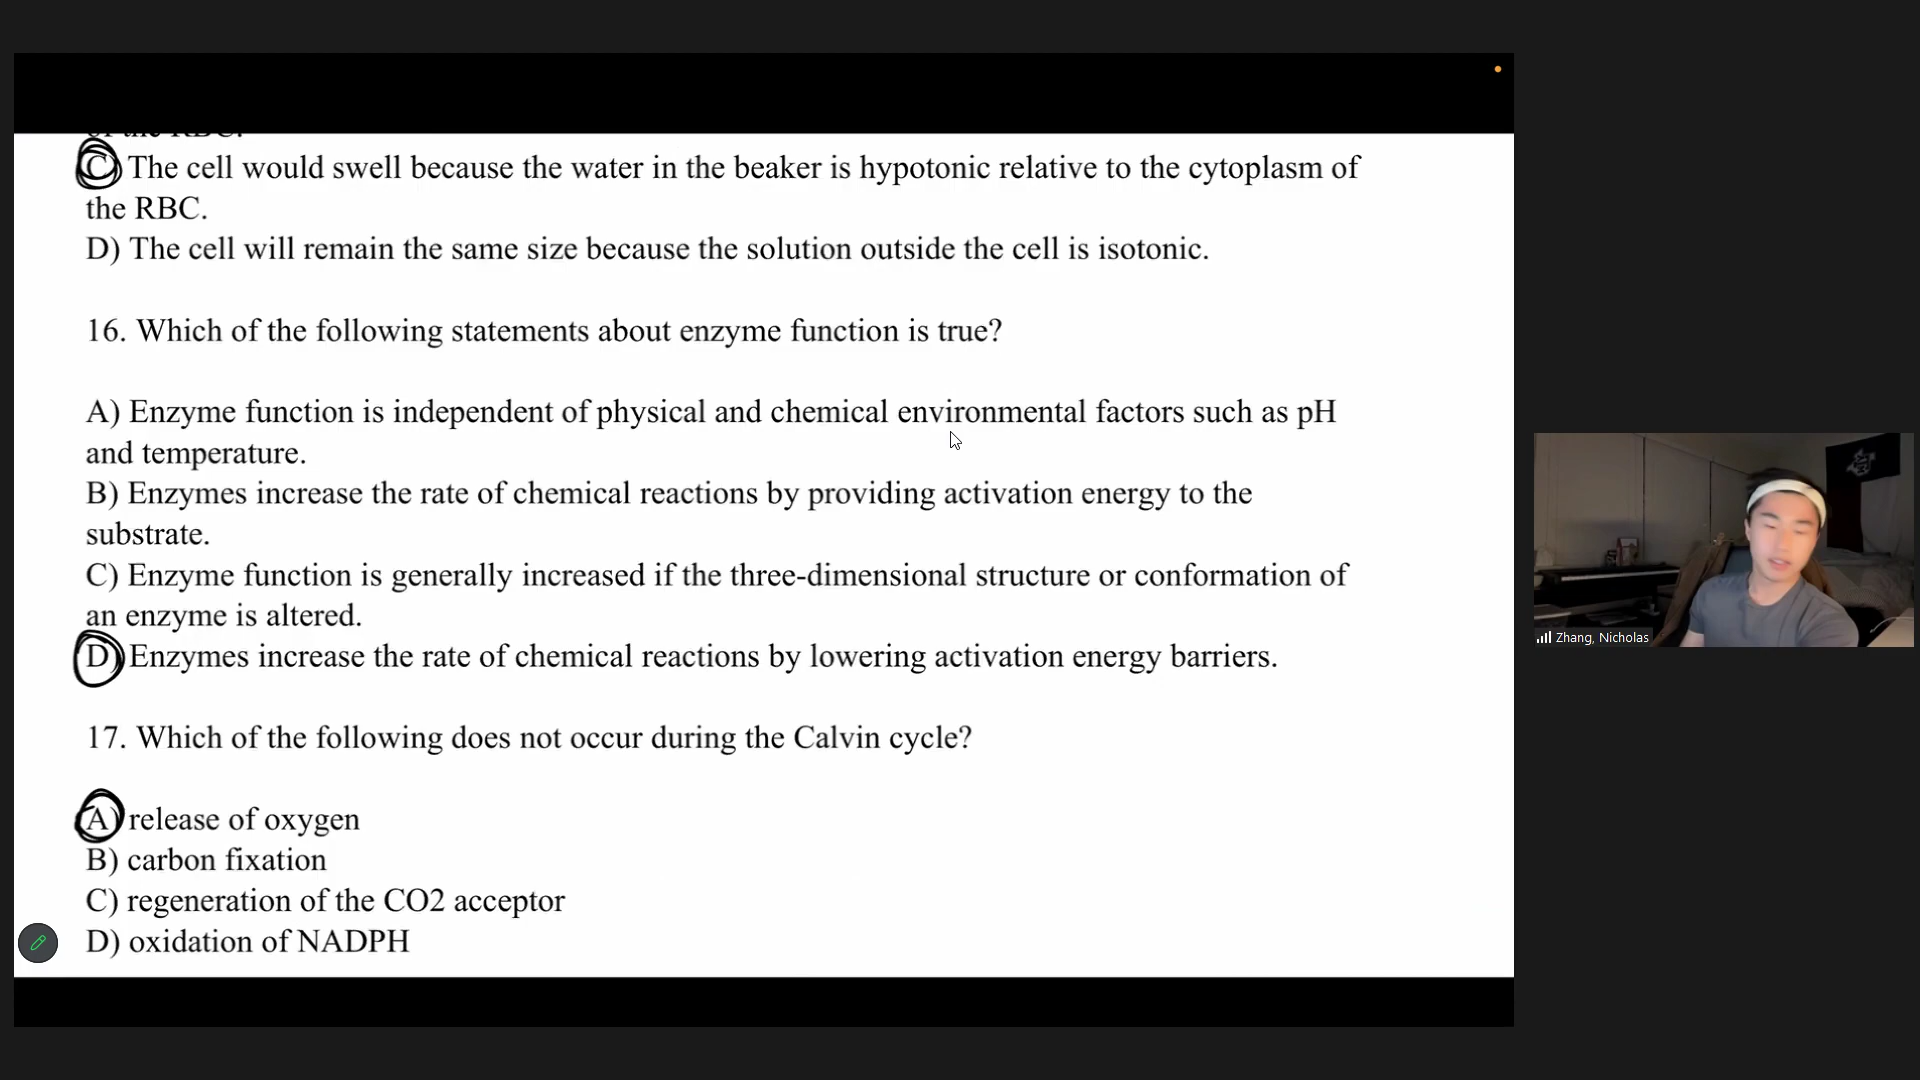 of the RBC.
C) The cell would swell because the water in the beaker is hypotonic relative to the cytoplasm of
the RBC.
D) The cell will remain the same size because the solution outside the cell is isotonic.
16. Which of the following statements about enzyme function is true?
A) Enzyme function is independent of physical and chemical environmental factors such as pH
and temperature.
B) Enzymes increase the rate of chemical reactions by providing activation energy to the
substrate.
C) Enzyme function is generally increased if the three-dimensional structure or conformation of
an enzyme is altered.
D) Enzymes increase the rate of chemical reactions by lowering activation energy barriers.
17. Which of the following does not occur during the Calvin cycle?
A) release of oxygen
B) carbon fixation
C) regeneration of the CO2 acceptor
D) oxidation of NADPH
Zhang, Nicholas